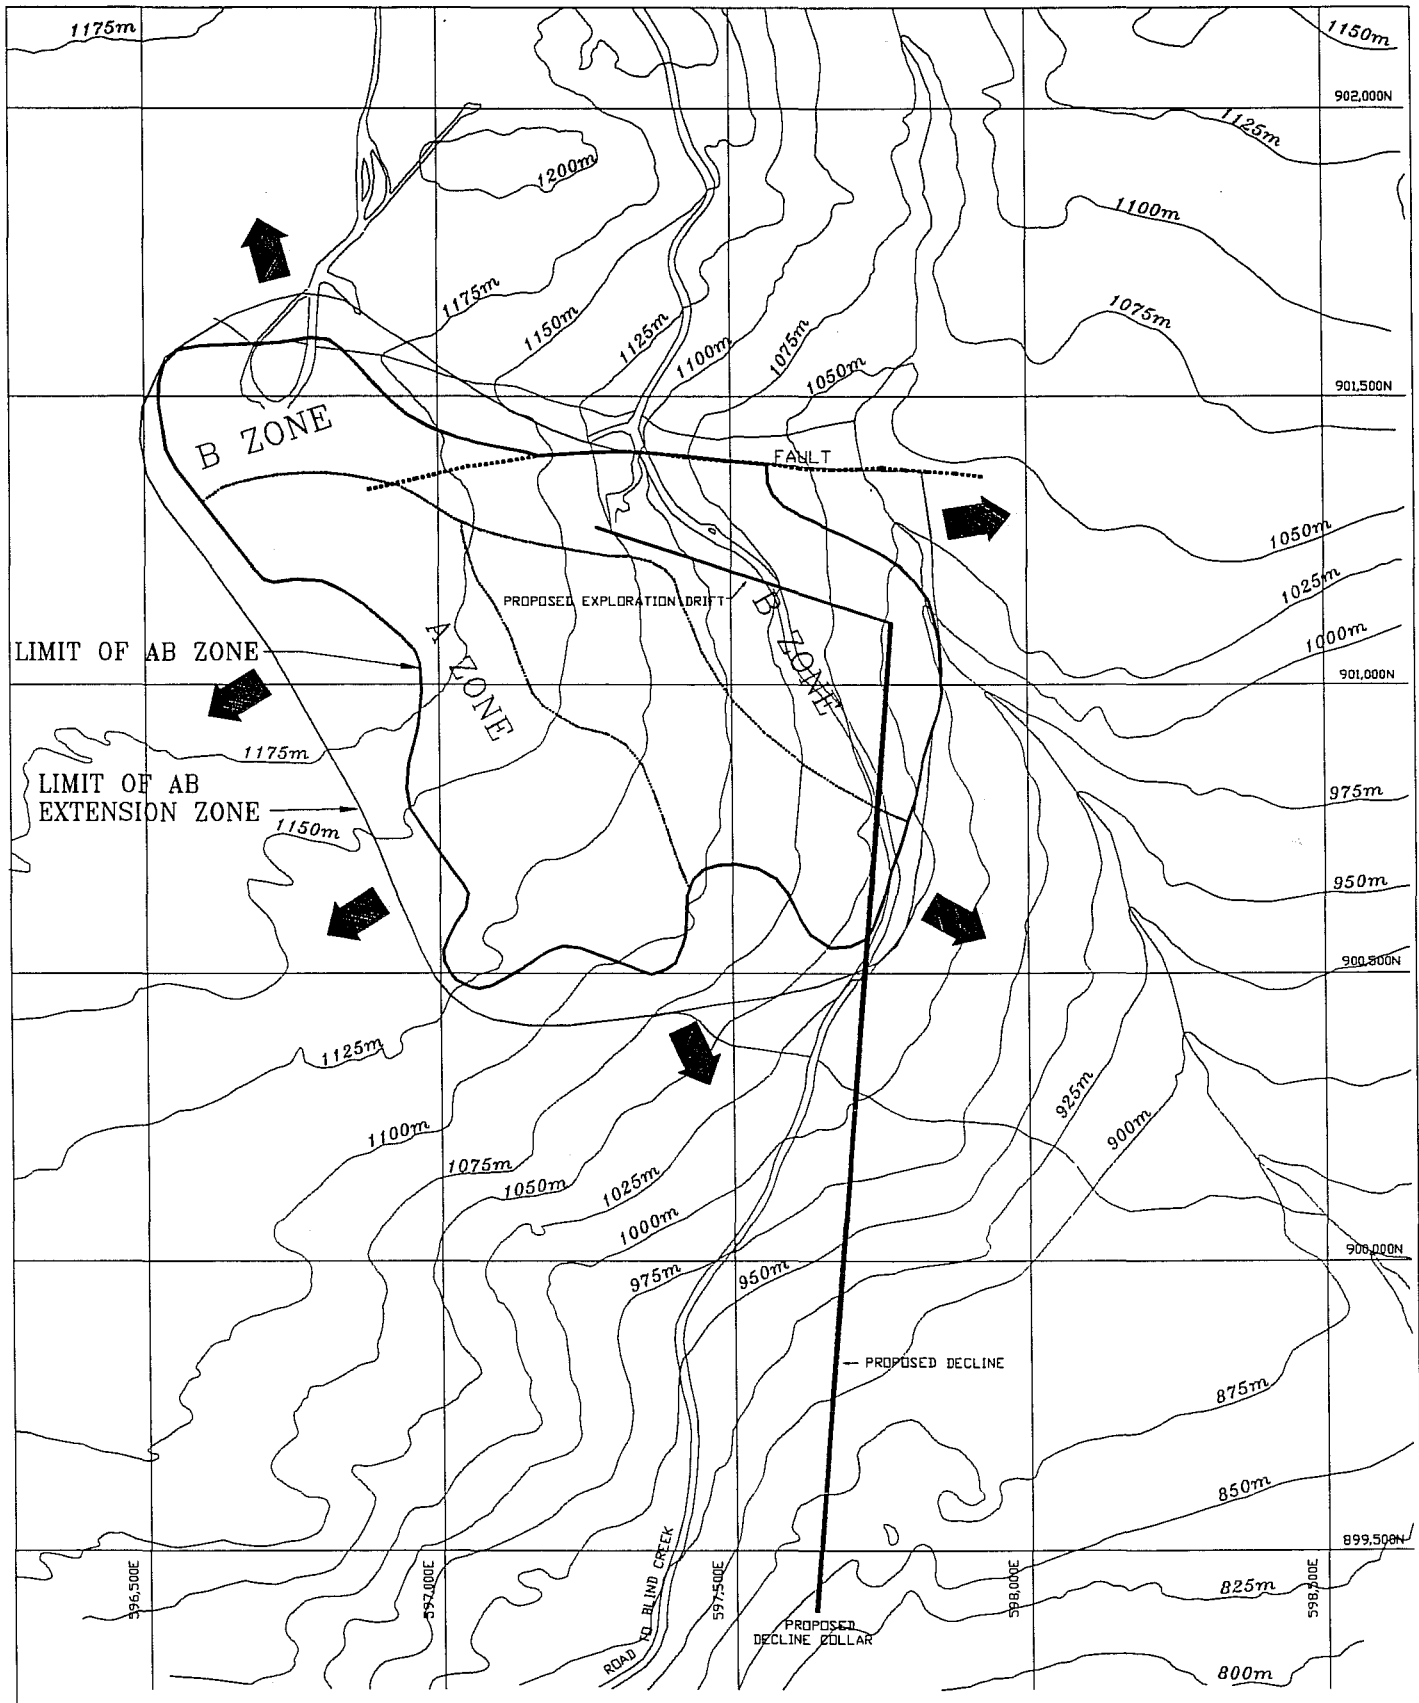 1175m
1150m
902,000N
1125m
1200m
1100m
1175m
1150m
1125m
1100m
1075m
1050m
1075m
901,500N
B ZONE
FAULT
1050m
1025m
1000m
PROPOSED EXPLORATION DRIFT
A ZONE
B ZONE
LIMIT OF AB ZONE
901,000N
1175m
LIMIT OF AB
EXTENSION ZONE
1150m
975m
950m
900,500N
1125m
1100m
1075m
1050m
1025m
1000m
975m
950m
925m
900m
900,000N
PROPOSED DECLINE
875m
850m
899,500N
825m
800m
596,500E
597,000E
597,500E
598,000E
598,500E
ROAD TO BLIND CREEK
PROPOSED
DECLINE COLLAR